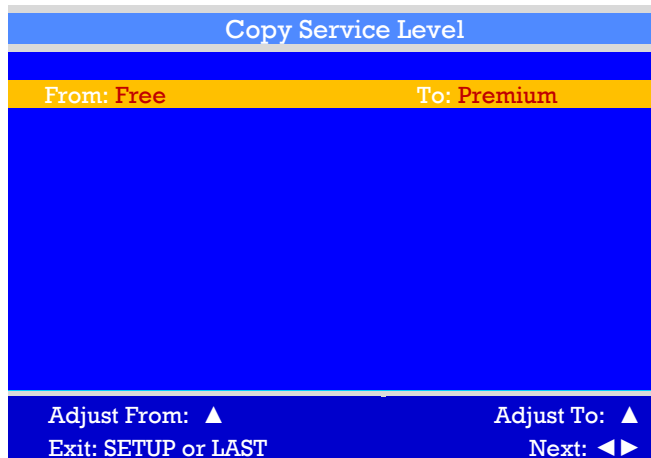 Copy Service Level
From: Free To: Premium
Adjust From: ▲ Adjust To: ▲
Exit: SETUP or LAST Next: ◄►